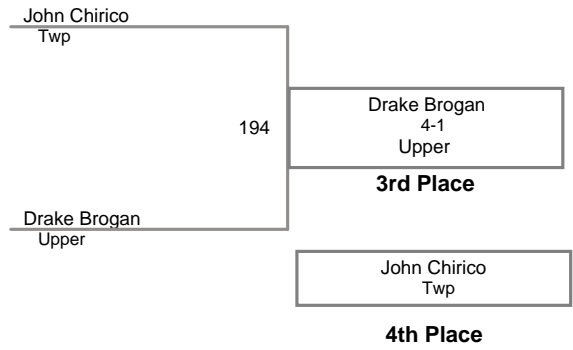 John Chirico
Twp
194
Drake Brogan
4-1
Upper
3rd Place
Drake Brogan
Upper
John Chirico
Twp
4th Place